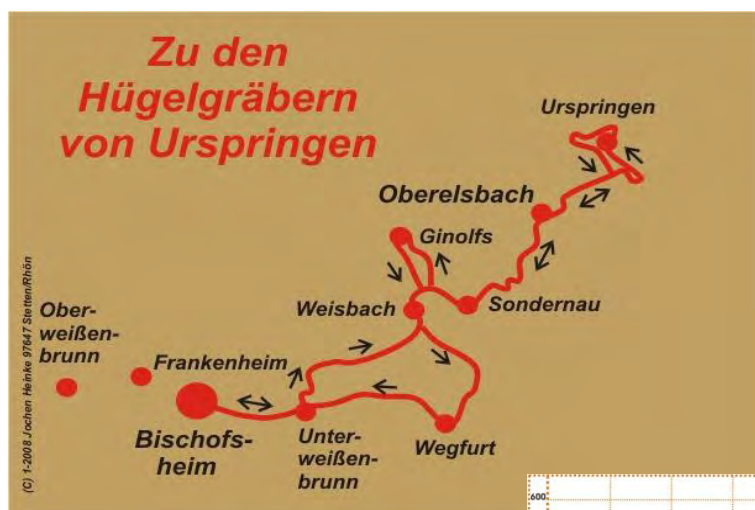 Zu den
Hügelgräbern
von Urspringen
Urspringen
Oberelsbach
Ginolfs
Weisbach
Sondernau
Ober-
weißen-
brunn
Frankenheim
Bischofs-
heim
Unter-
weißen-
brunn
Wegfurt
(C) 1-2008 Jochen Heinke 97647 Stetten/Rhön
600